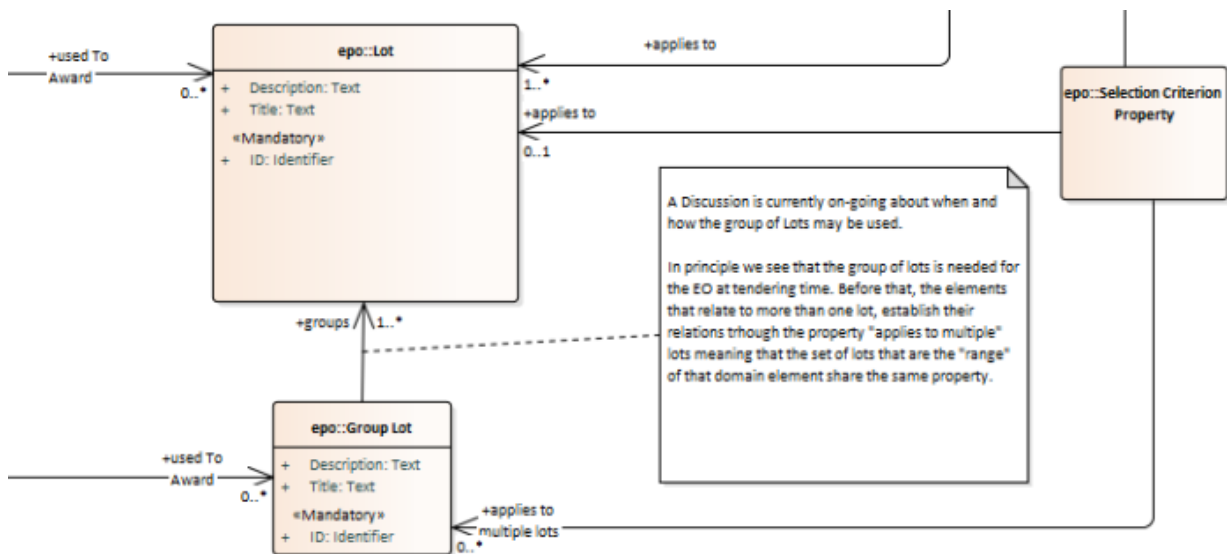 epo::Lot
+ Description: Text
+ Title: Text
«Mandatory»
+ ID: Identifier
+used To
Award
0..*
+applies to
1..*
+applies to
0..1
epo::Selection Criterion
Property
A Discussion is currently on-going about when and
how the group of Lots may be used.
In principle we see that the group of lots is needed for
the EO at tendering time. Before that, the elements
that relate to more than one lot, establish their
relations trhough the property "applies to multiple"
lots meaning that the set of lots that are the "range"
of that domain element share the same property.
+groups
1..*
epo::Group Lot
+ Description: Text
+ Title: Text
«Mandatory»
+ ID: Identifier
+used To
Award
0..*
+applies to
multiple lots
0..*